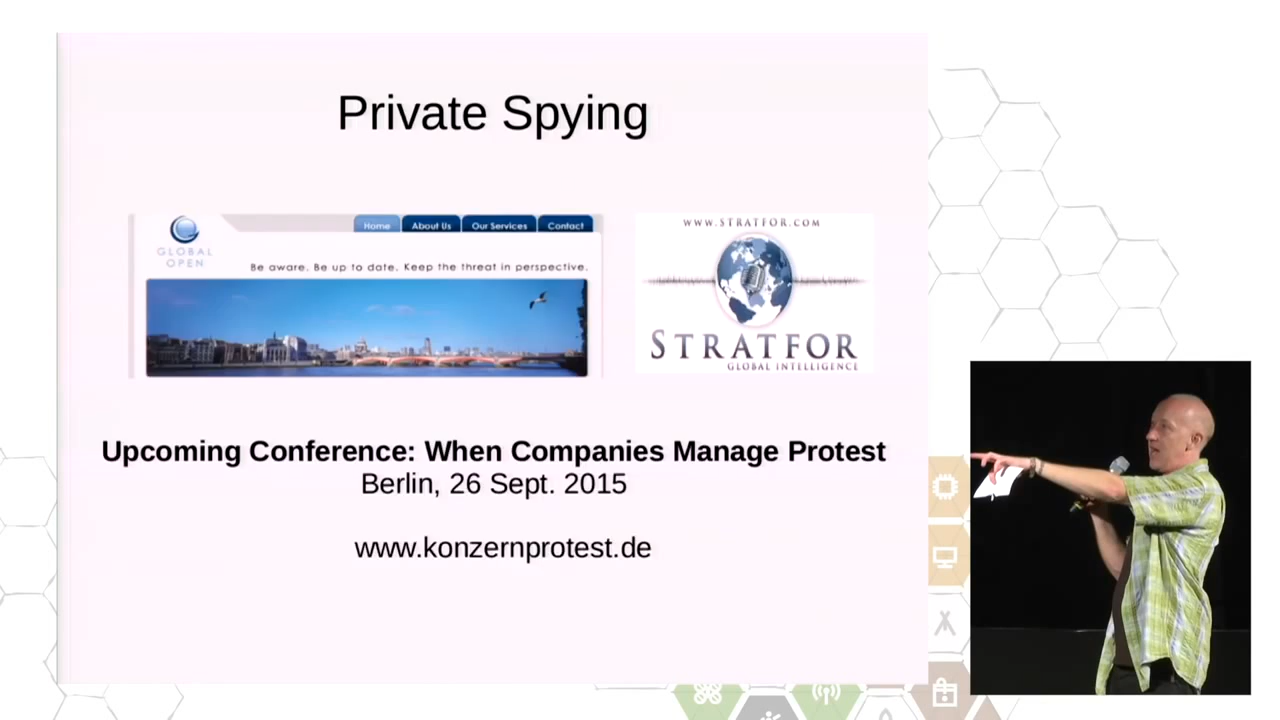 Private Spying
GLOBAL
OPEN
Home
About Us
Our Services
Contact
Be aware. Be up to date. Keep the threat in perspective.
WWW.STRATFOR.COM
STRATFOR
GLOBAL INTELLIGENCE
Upcoming Conference: When Companies Manage Protest
Berlin, 26 Sept. 2015
www.konzernprotest.de